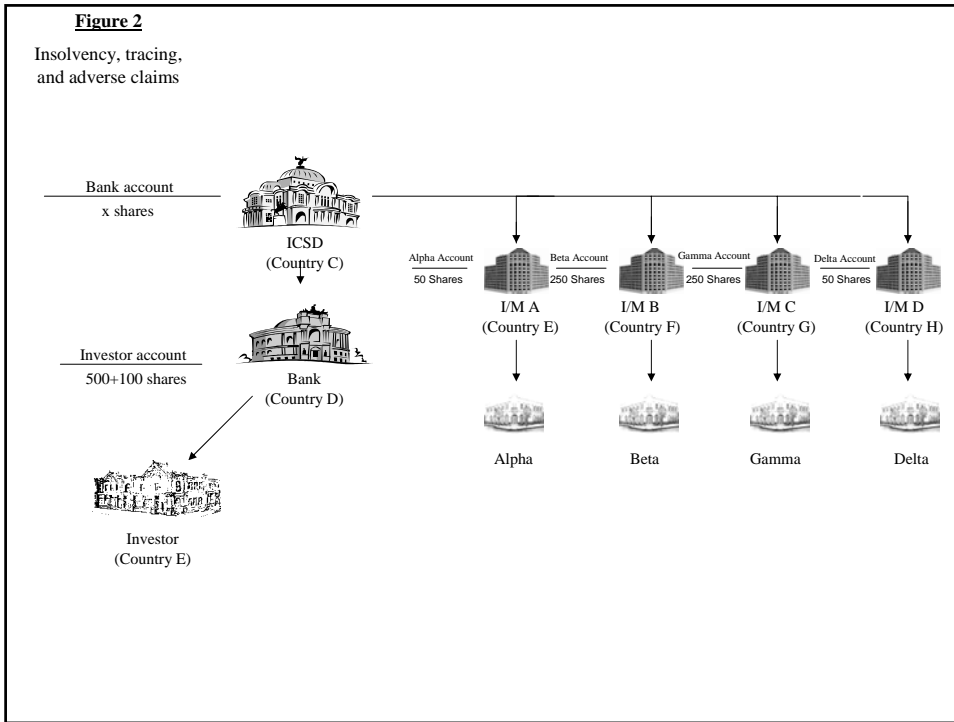 Figure 2
Insolvency, tracing,
and adverse claims
Bank account
x shares
ICSD
(Country C)
Alpha Account
50 Shares
Beta Account
250 Shares
Gamma Account
250 Shares
Delta Account
50 Shares
I/M A
(Country E)
I/M B
(Country F)
I/M C
(Country G)
I/M D
(Country H)
Investor account
500+100 shares
Bank
(Country D)
Alpha
Beta
Gamma
Delta
Investor
(Country E)